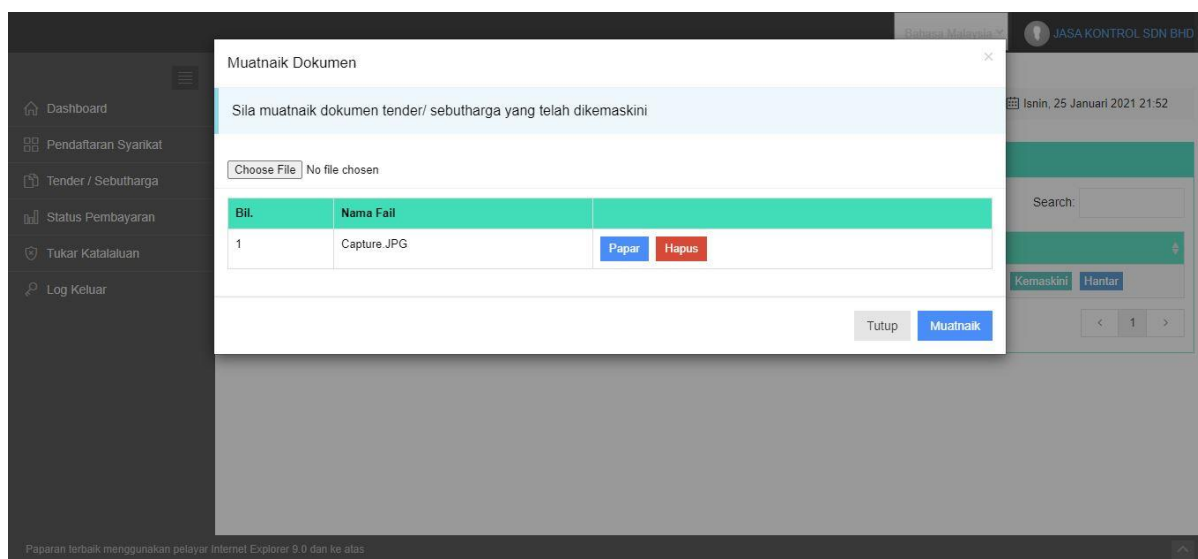 Bahasa Malaysia
JASA KONTROL SDN BHD
Muatnaik Dokumen
×
Isnin, 25 Januari 2021 21:52
Dashboard
Sila muatnaik dokumen tender/ sebutharga yang telah dikemaskini
Pendaftaran Syarikat
Choose File No file chosen
Tender / Sebutharga
Search:
Bil. Nama Fail
Status Pembayaran
1 Capture.JPG Papar Hapus
Tukar Katalaluan
Kemaskini Hantar
Log Keluar
< 1 >
Tutup Muatnaik
Paparan terbaik menggunakan pelayar Internet Explorer 9.0 dan ke atas